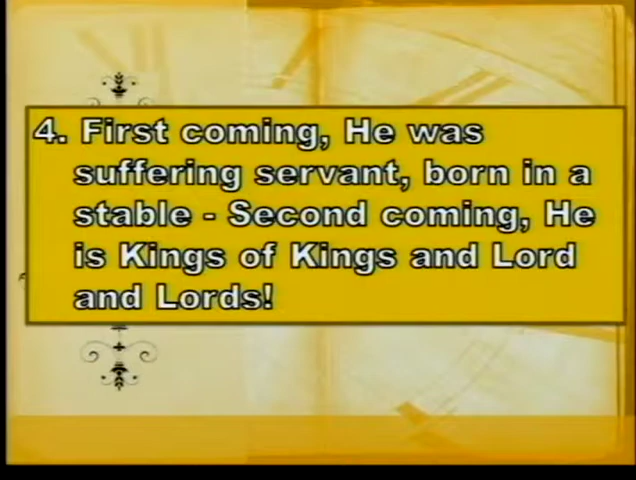 4. First coming, He was
suffering servant, born in a
stable - Second coming, He
is Kings of Kings and Lord
and Lords!